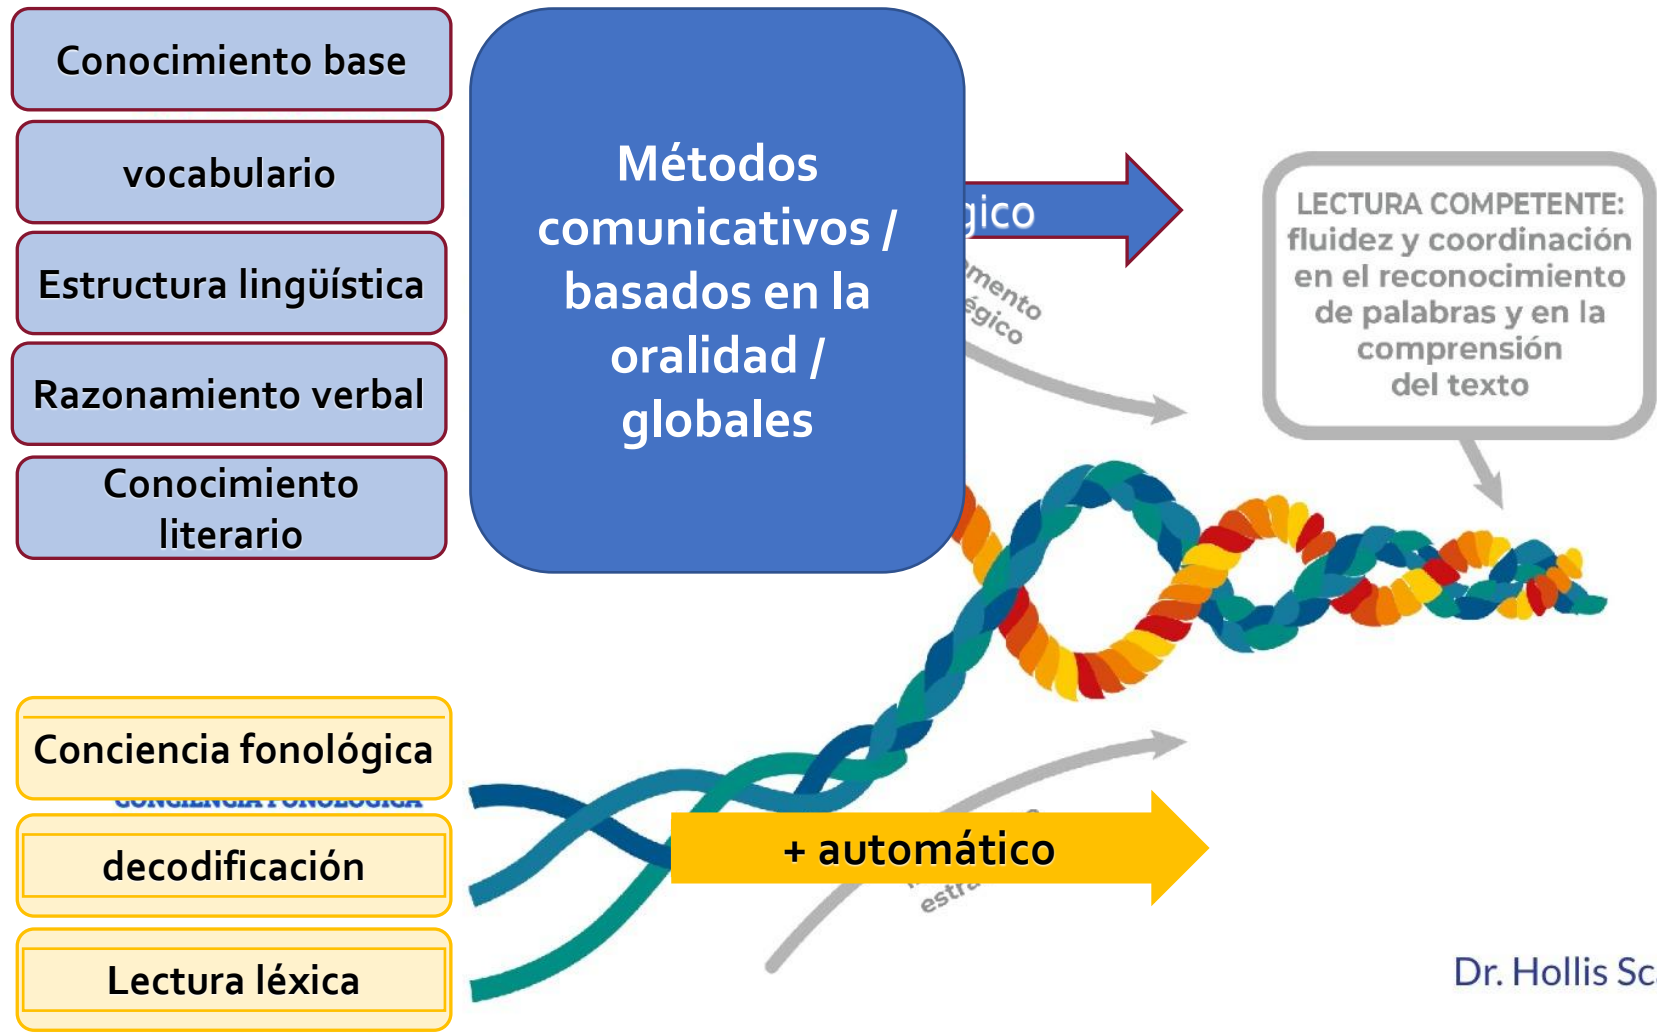 Conocimiento base
vocabulario
Estructura lingüística
Razonamiento verbal
Conocimiento
literario
Métodos
comunicativos /
basados en la
oralidad /
globales
LECTURA COMPETENTE:
fluidez y coordinación
en el reconocimiento
de palabras y en la
comprensión
del texto
Conciencia fonológica
CONCIENCIA FONOLÓGICA
decodificación
Lectura léxica
+ automático
Dr. Hollis